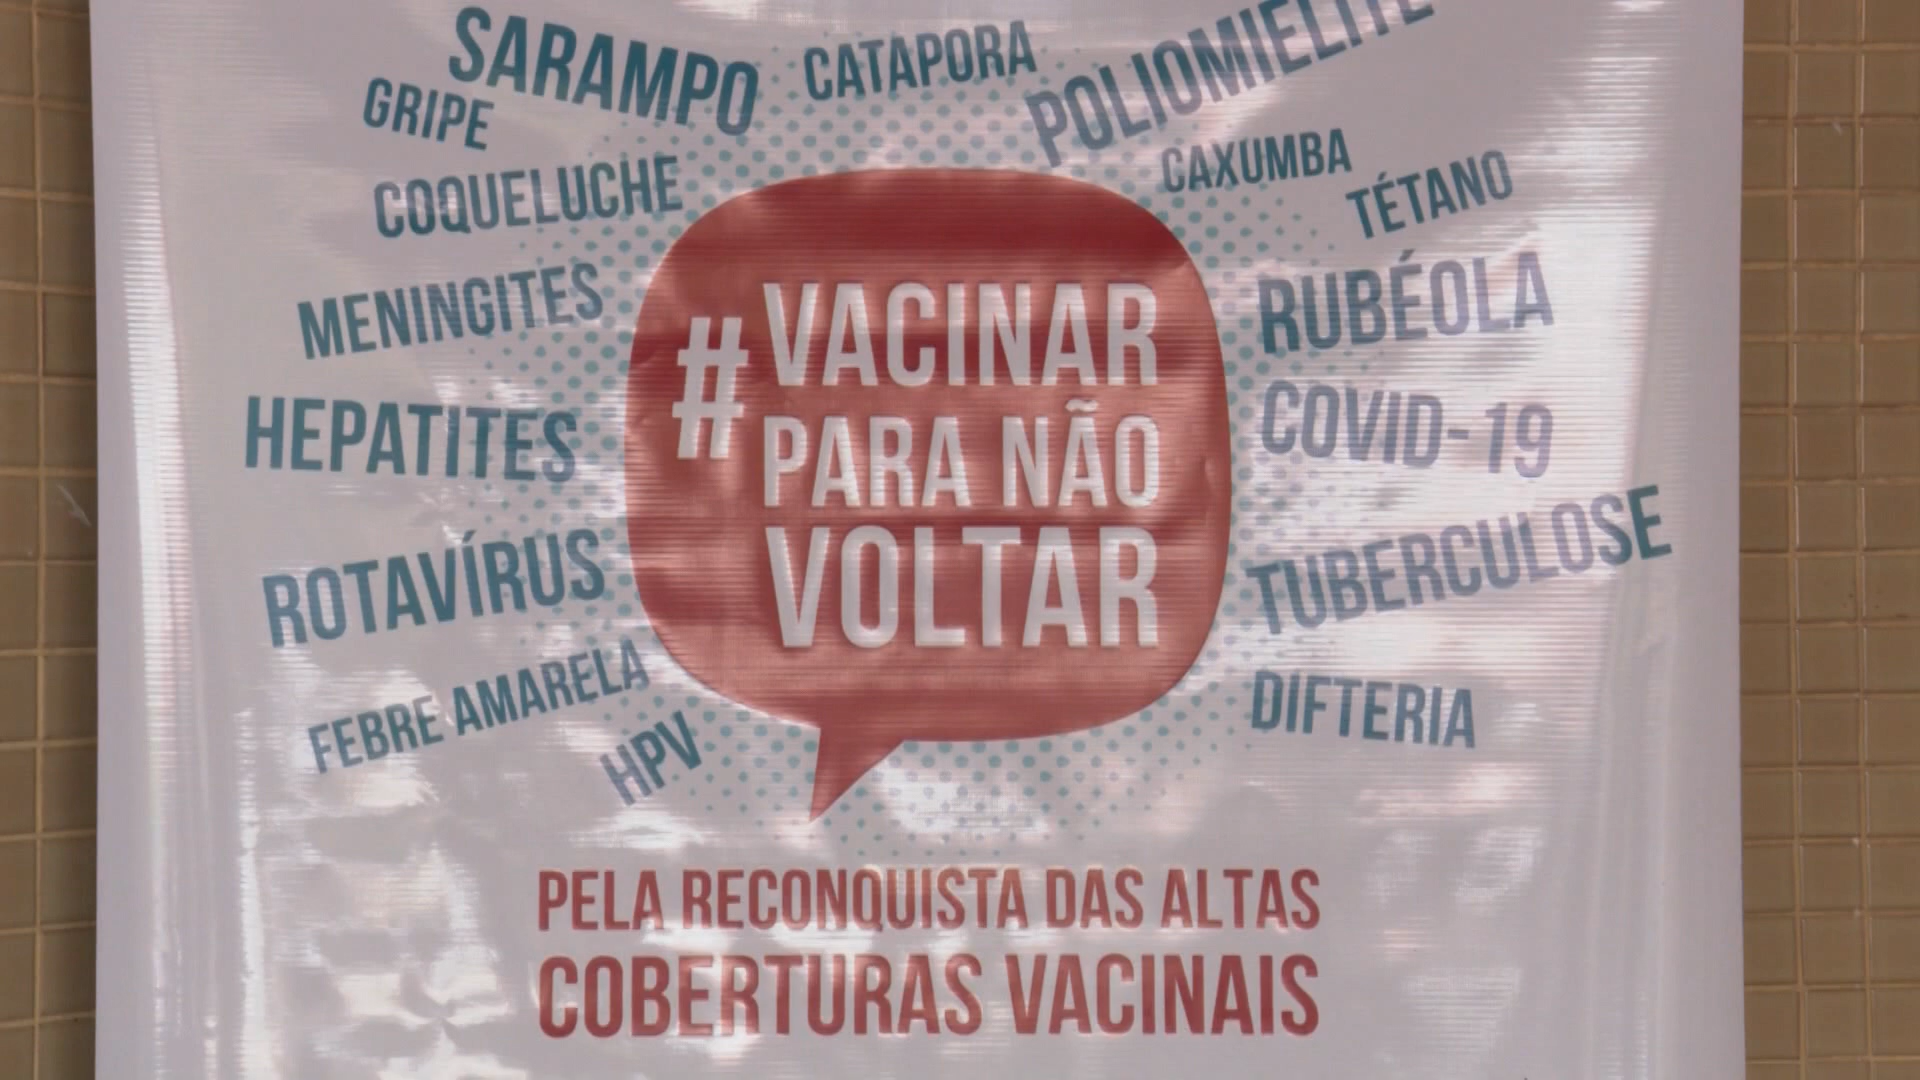 SARAMPO
CATAPORA
POLIOMIELITE
GRIPE
CAXUMBA
COQUELUCHE
TÉTANO
MENINGITES
RUBÉOLA
#VACINAR
PARA NÃO
VOLTAR
HEPATITES
COVID-19
ROTAVÍRUS
TUBERCULOSE
FEBRE AMARELA
DIFTERIA
HPV
PELA RECONQUISTA DAS ALTAS
COBERTURAS VACINAIS